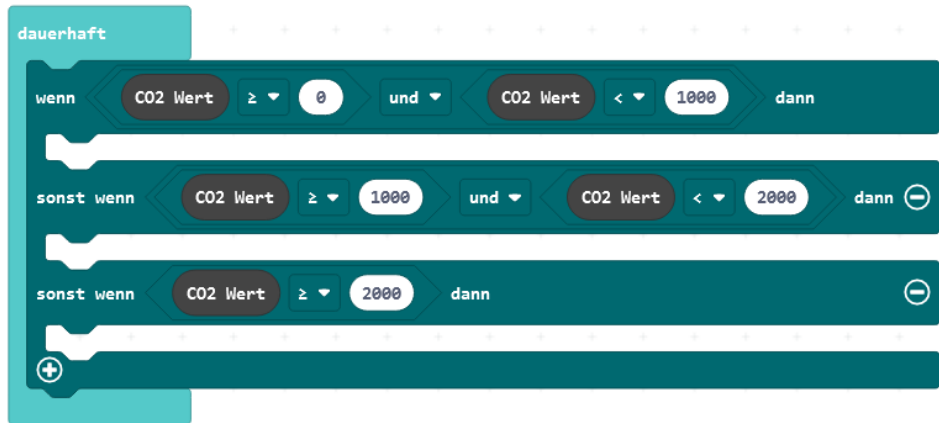 dauerhaft
wenn CO2 Wert ≥ 0 und CO2 Wert < 1000 dann
sonst wenn CO2 Wert ≥ 1000 und CO2 Wert < 2000 dann
sonst wenn CO2 Wert ≥ 2000 dann